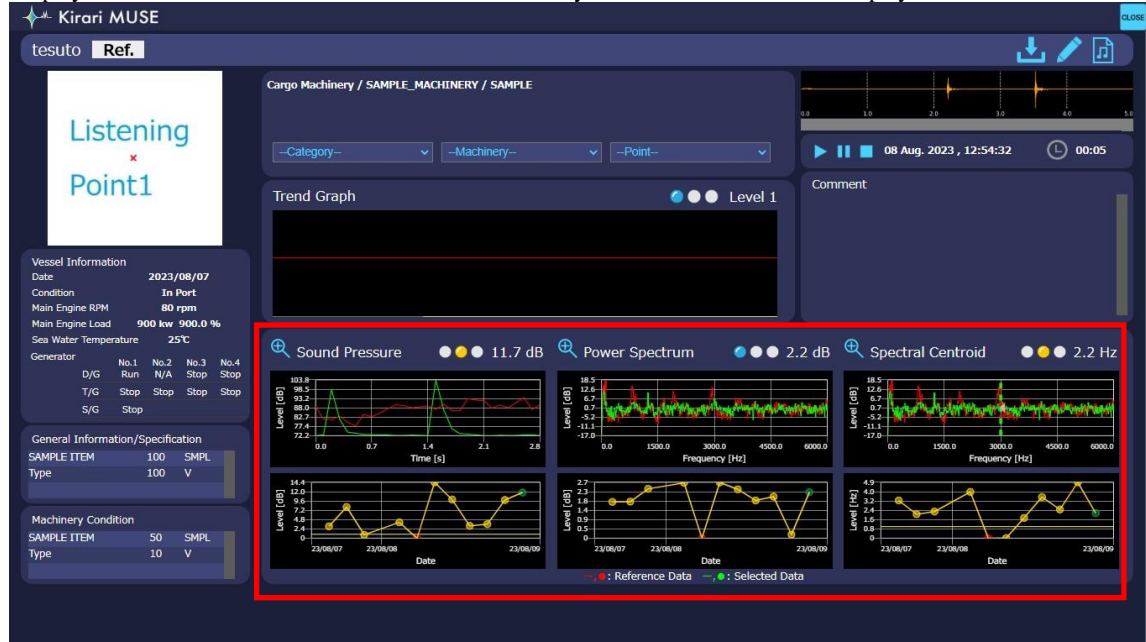 Kirari MUSE
CLOSE
tesuto Ref.
Listening
Point1
Cargo Machinery / SAMPLE_MACHINERY / SAMPLE
--Category-- --Machinery-- --Point--
0.0 1.0 2.0 3.0 4.0 5.0
08 Aug. 2023 , 12:54:32 00:05
Trend Graph Level 1
Comment
Vessel Information
Date 2023/08/07
Condition In Port
Main Engine RPM 80 rpm
Main Engine Load 900 kw 900.0 %
Sea Water Temperature 25℃
Generator No.1 No.2 No.3 No.4
D/G Run N/A Stop Stop
T/G Stop Stop Stop Stop
S/G Stop
General Information/Specification
SAMPLE ITEM 100 SMPL
Type 100 V
Machinery Condition
SAMPLE ITEM 50 SMPL
Type 10 V
Sound Pressure 11.7 dB
Level [dB]
103.8
98.5
93.2
88.0
82.7
77.4
72.2
0.0 0.7 1.4 2.1 2.8
Time [s]
Level [dB]
14.4
12.0
9.6
7.2
4.8
2.4
0
23/08/07 23/08/08 23/08/09
Date
Power Spectrum 2.2 dB
Level [dB]
18.5
12.6
6.7
0.7
-5.2
-11.1
-17.0
0.0 1500.0 3000.0 4500.0 6000.0
Frequency [Hz]
Level [dB]
2.7
2.3
1.8
1.4
0.9
0.5
0
23/08/07 23/08/08 23/08/09
Date
Spectral Centroid 2.2 Hz
Level [dB]
18.5
12.6
6.7
0.7
-5.2
-11.1
-17.0
0.0 1500.0 3000.0 4500.0 6000.0
Frequency [Hz]
Level [Hz]
4.9
4.0
3.2
2.4
1.6
0.8
0
23/08/07 23/08/08 23/08/09
Date
: Reference Data : Selected Data